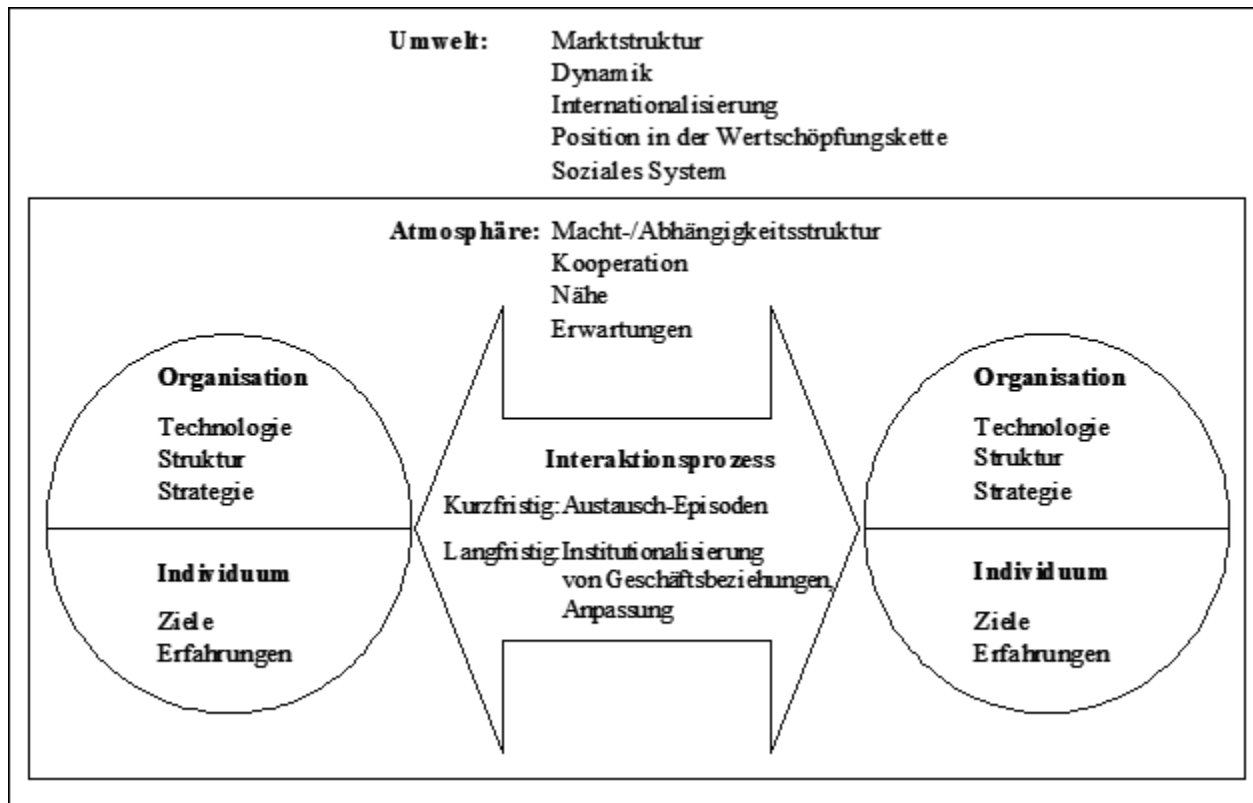 Umwelt: Marktstruktur
Dynamik
Internationalisierung
Position in der Wertschöpfungskette
Soziales System
Atmosphäre: Macht-/Abhängigkeitsstruktur
Kooperation
Nähe
Erwartungen
Organisation
Technologie
Struktur
Strategie
Individuum
Ziele
Erfahrungen
Interaktionsprozess
Kurzfristig: Austausch-Episoden
Langfristig: Institutionalisierung
von Geschäftsbeziehungen,
Anpassung
Organisation
Technologie
Struktur
Strategie
Individuum
Ziele
Erfahrungen